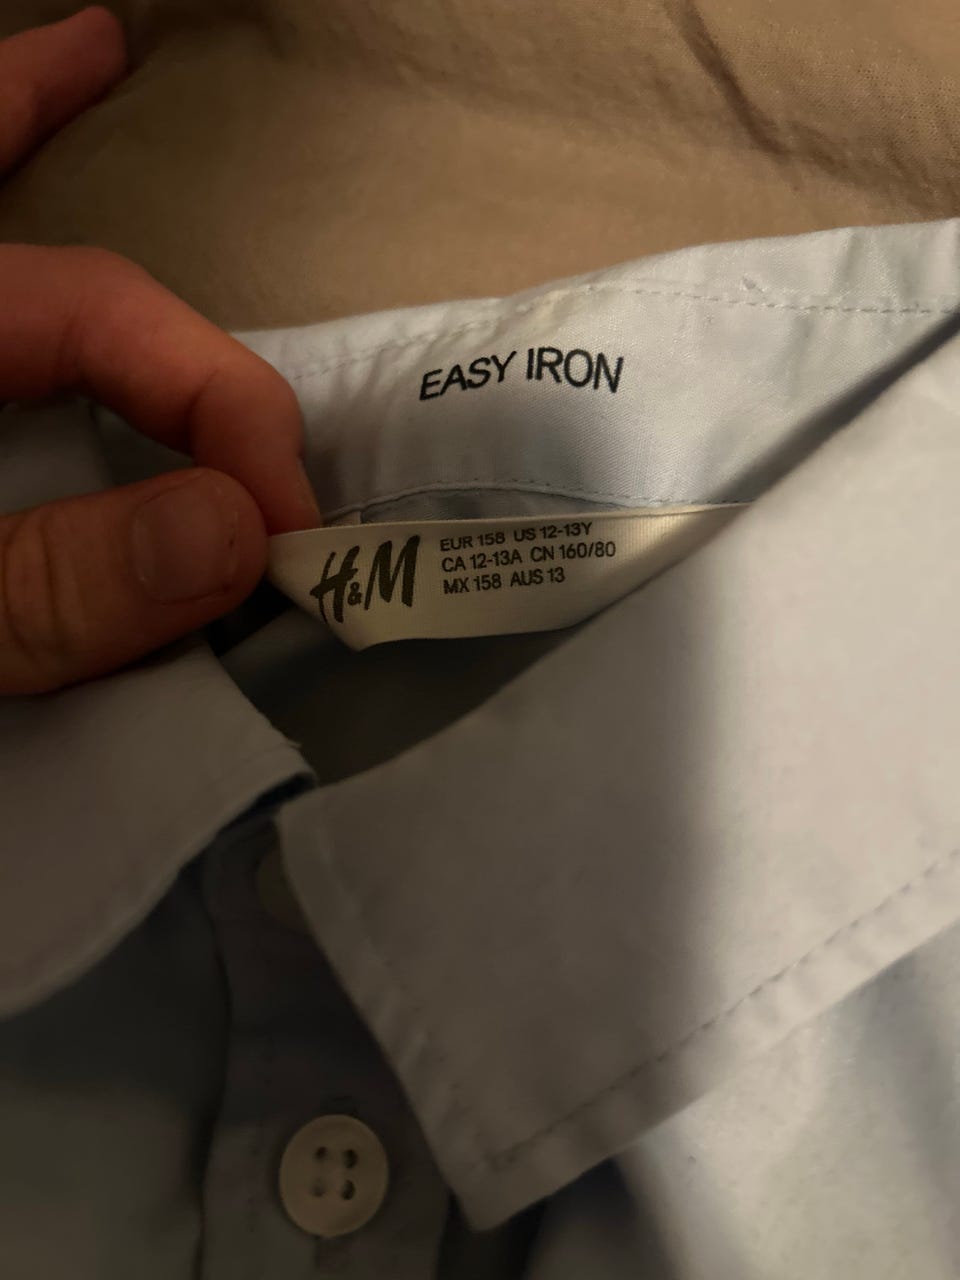 EASY IRON
H&M
EUR 158 US 12-13Y
CA 12-13A CN 160/80
MX 158 AUS 13